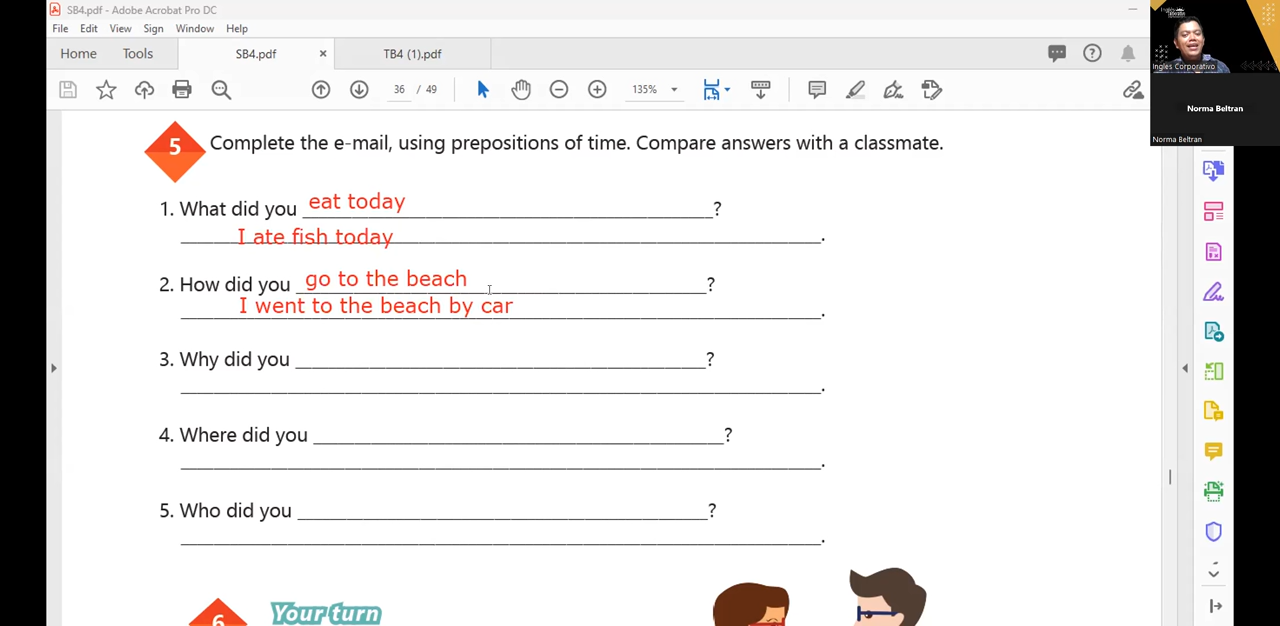 SB4.pdf - Adobe Acrobat Pro DC
File Edit View Sign Window Help
Home Tools SB4.pdf × TB4 (1).pdf
36 / 49 135%
Inglés Corporativo
Norma Beltran
Norma Beltran
5 Complete the e-mail, using prepositions of time. Compare answers with a classmate.
1. What did you eat today ?
I ate fish today .
2. How did you go to the beach ?
I went to the beach by car .
3. Why did you ?
.
4. Where did you ?
.
5. Who did you ?
.
6 Your turn